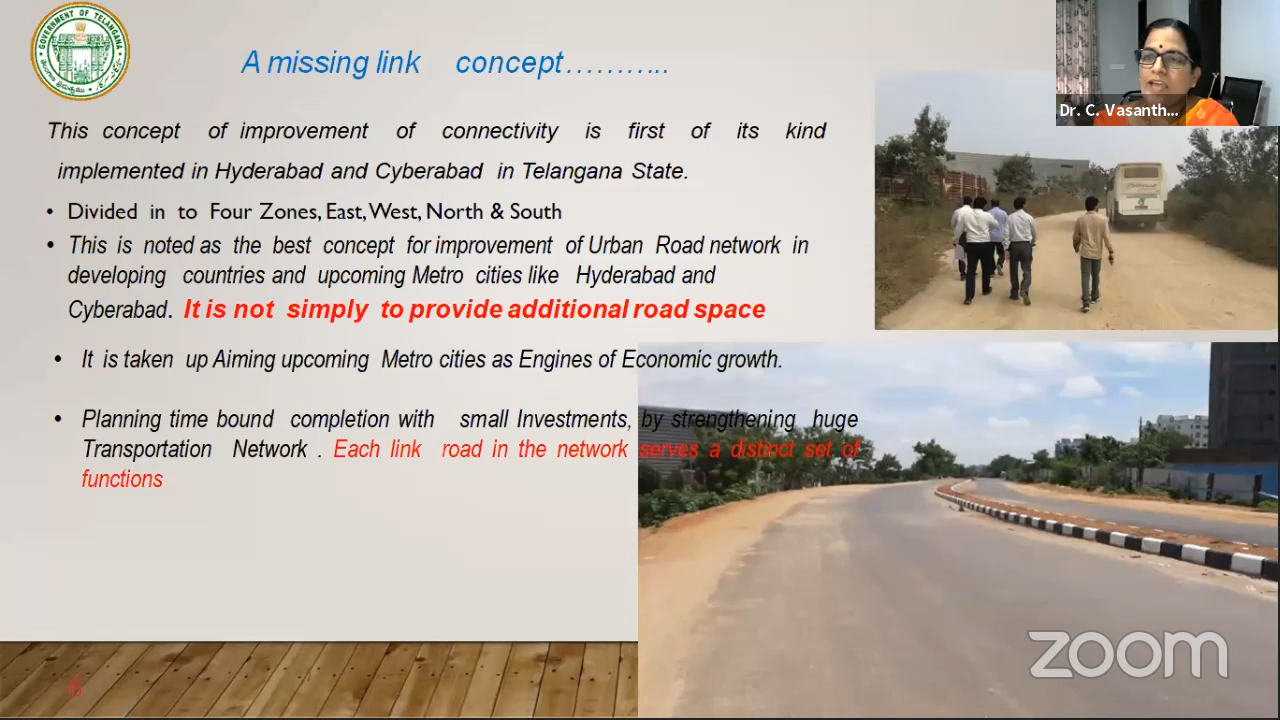 GOVERNMENT OF TELANGANA
A missing link concept………..
Dr. C. Vasanth...
This concept of improvement of connectivity is first of its kind
implemented in Hyderabad and Cyberabad in Telangana State.
• Divided in to Four Zones, East, West, North & South
• This is noted as the best concept for improvement of Urban Road network in
developing countries and upcoming Metro cities like Hyderabad and
Cyberabad. It is not simply to provide additional road space
• It is taken up Aiming upcoming Metro cities as Engines of Economic growth.
• Planning time bound completion with small Investments, by strengthening huge
Transportation Network . Each link road in the network serves a distinct set of
functions
zoom